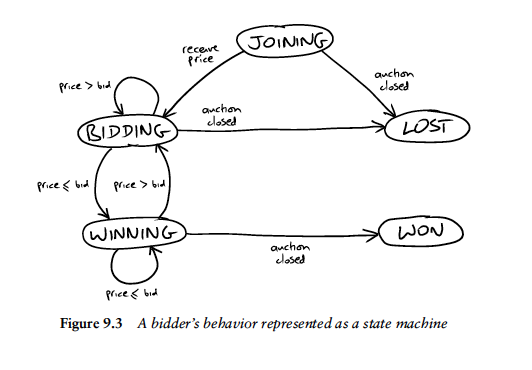 JOINING
receive
price
auction
closed
price > bid
auction
closed
BIDDING
LOST
price ≤ bid
price > bid
WINNING
WON
auction
closed
price ≤ bid
Figure 9.3 A bidder's behavior represented as a state machine